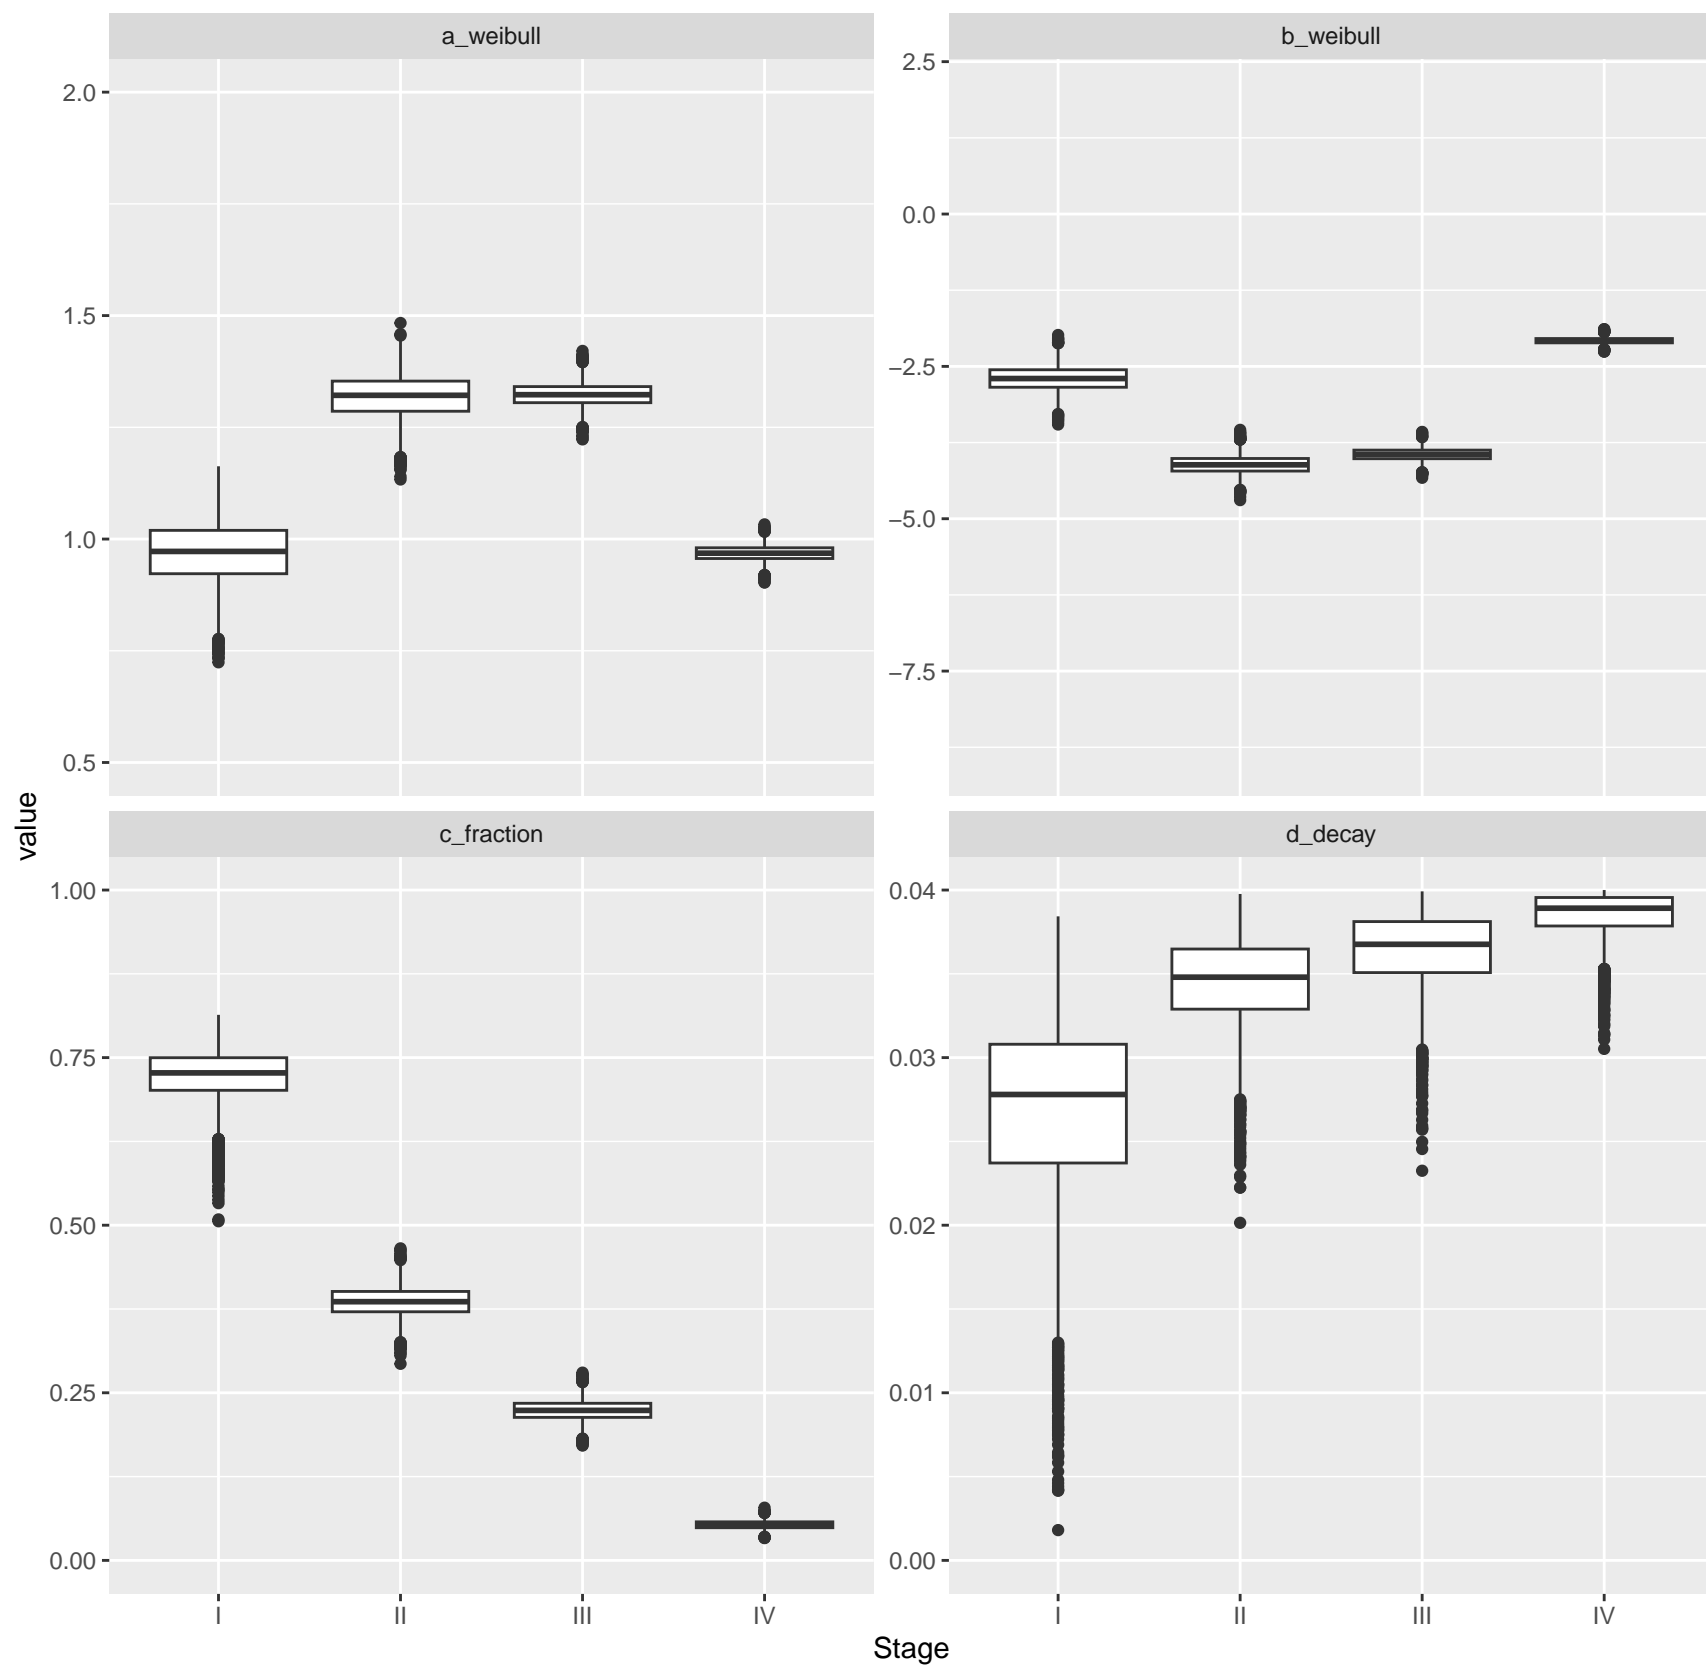 a_weibull
b_weibull
2.0
1.5
1.0
0.5
2.5
0.0
−2.5
−5.0
−7.5
value
c_fraction
d_decay
1.00
0.75
0.50
0.25
0.00
0.04
0.03
0.02
0.01
0.00
I II III IV
I II III IV
Stage